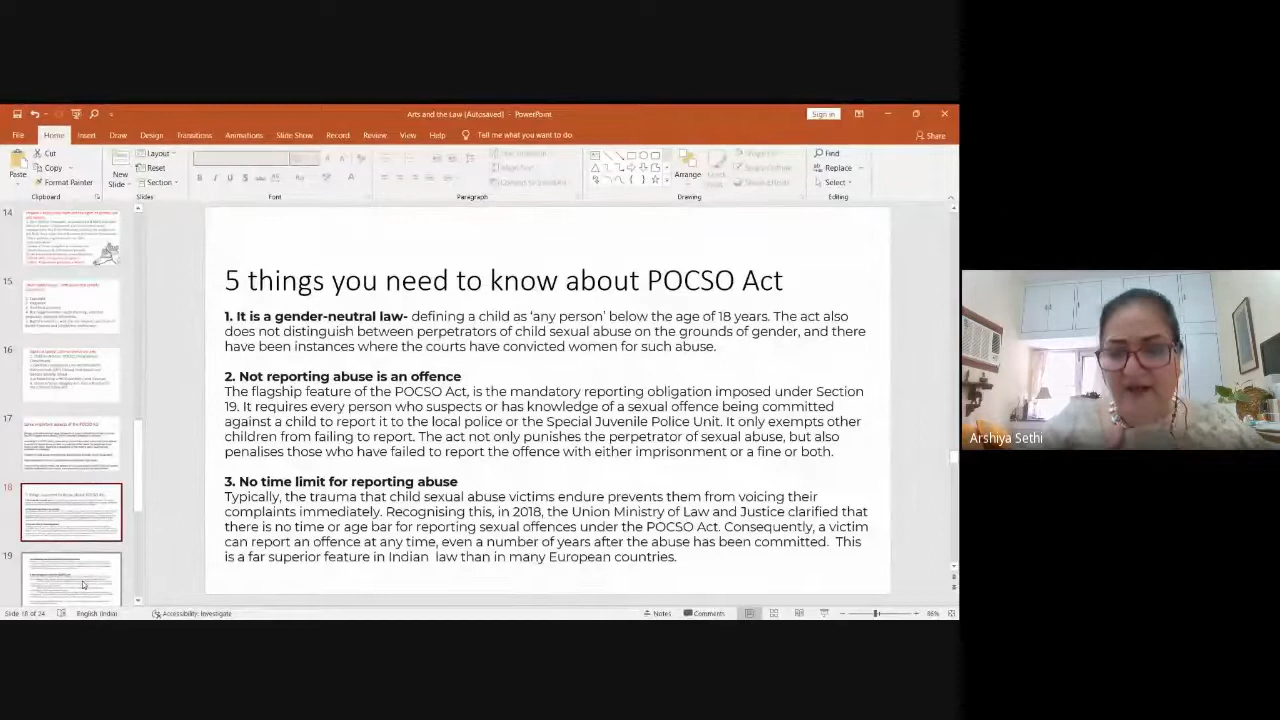 Arts and the Law (Autosaved) - PowerPoint
Sign in
File Home Insert Draw Design Transitions Animations Slide Show Record Review View Help Tell me what you want to do Share
Paste
Cut
Copy
Format Painter
Clipboard
New
Slide
Layout
Reset
Section
Slides
Font
Paragraph
Arrange
Drawing
Find
Replace
Select
Editing
14
15
16
17
18
19
5 things you need to know about POCSO Act
1. It is a gender-neutral law- defining a child as 'any person' below the age of 18. The act also
does not distinguish between perpetrators of child sexual abuse on the grounds of gender, and there
have been instances where the courts have convicted women for such abuse.
2. Not reporting abuse is an offence
The flagship feature of the POCSO Act, is the mandatory reporting obligation imposed under Section
19. It requires every person who suspects or has knowledge of a sexual offence being committed
against a child to report it to the local police or the Special Juvenile Police Unit. It exempts other
children from failing to report. The Act not only punishes the perpetrator of sexual abuse but also
penalises those who have failed to report the offence with either imprisonment or fine or both.
3. No time limit for reporting abuse
Typically, the trauma that child sexual abuse victims endure prevents them from voicing their
complaints immediately. Recognising this, in 2018, the Union Ministry of Law and Justice clarified that
there is no time or age bar for reporting sexual offences under the POCSO Act. Consequently, a victim
can report an offence at any time, even a number of years after the abuse has been committed. This
is a far superior feature in Indian law than in many European countries.
Slide 18 of 24 English (India) Accessibility: Investigate Notes Comments 86%
Arshiya Sethi